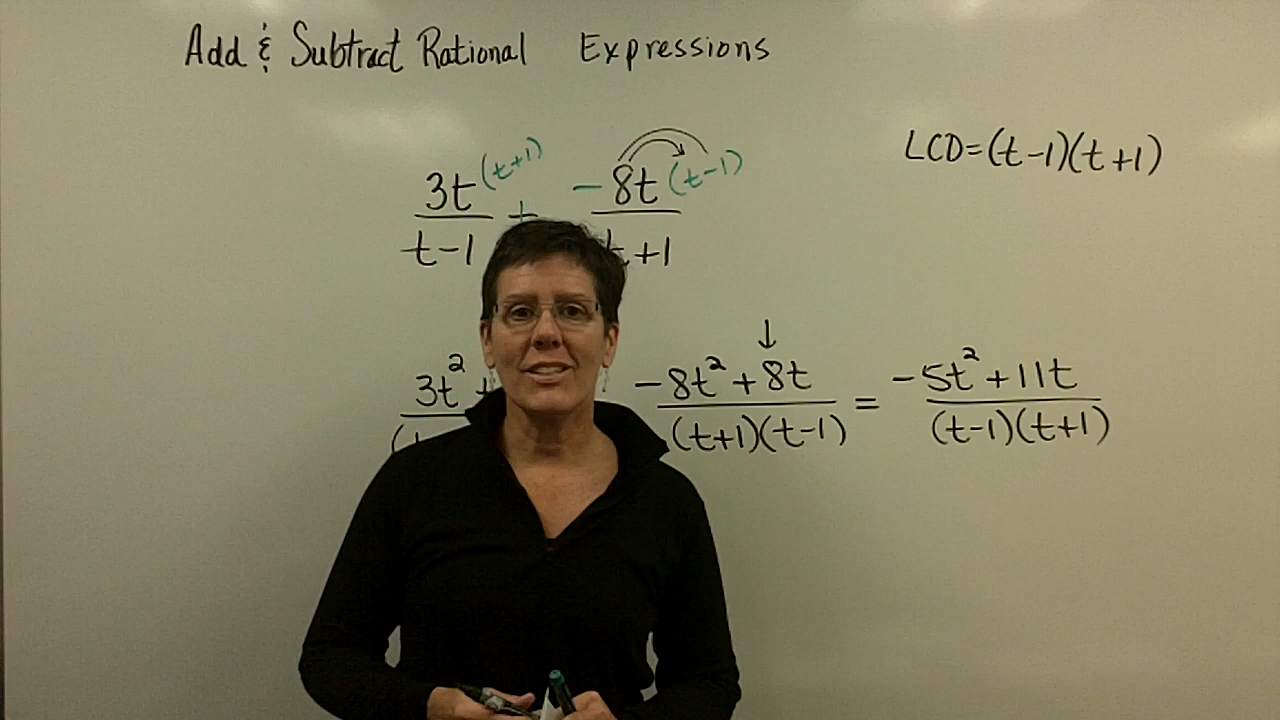 Add & Subtract Rational Expressions
LCD=(t-1)(t+1)
3t(t+1) + -8t(t-1)
t-1 t+1
3t² + -8t²+8t = -5t²+11t
( (t+1)(t-1) (t-1)(t+1)